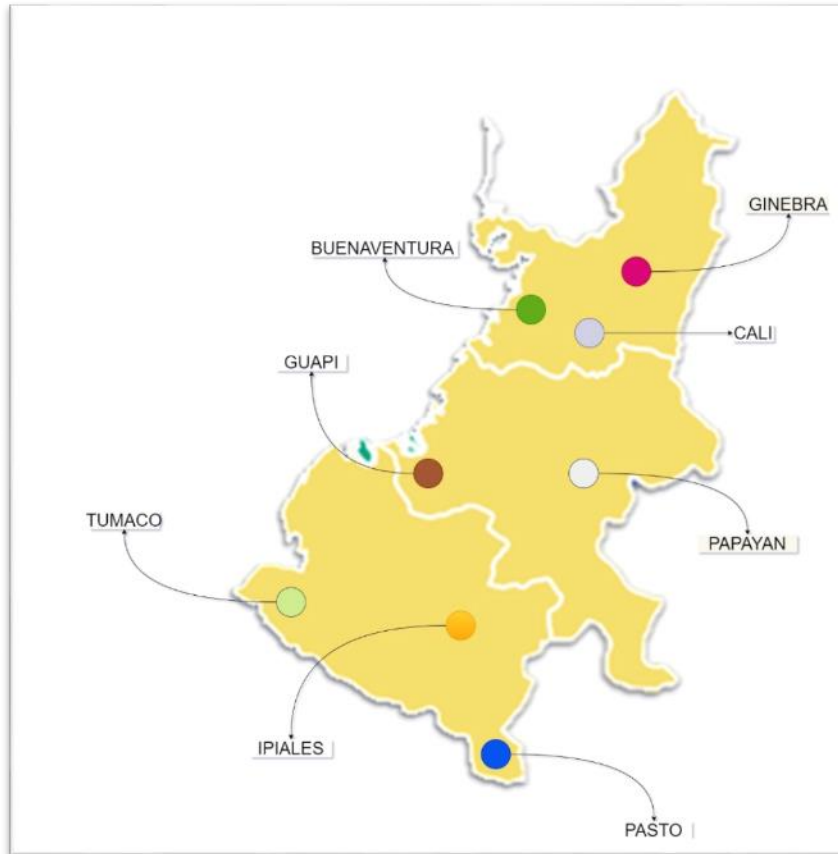 GINEBRA
BUENAVENTURA
CALI
GUAPI
TUMACO
PAPAYAN
IPIALES
PASTO